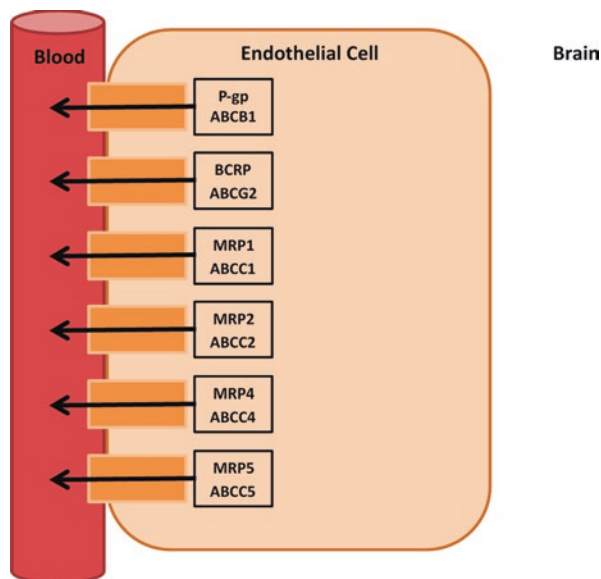 Blood
Endothelial Cell
Brain
P-gp
ABCB1
BCRP
ABCG2
MRP1
ABCC1
MRP2
ABCC2
MRP4
ABCC4
MRP5
ABCC5